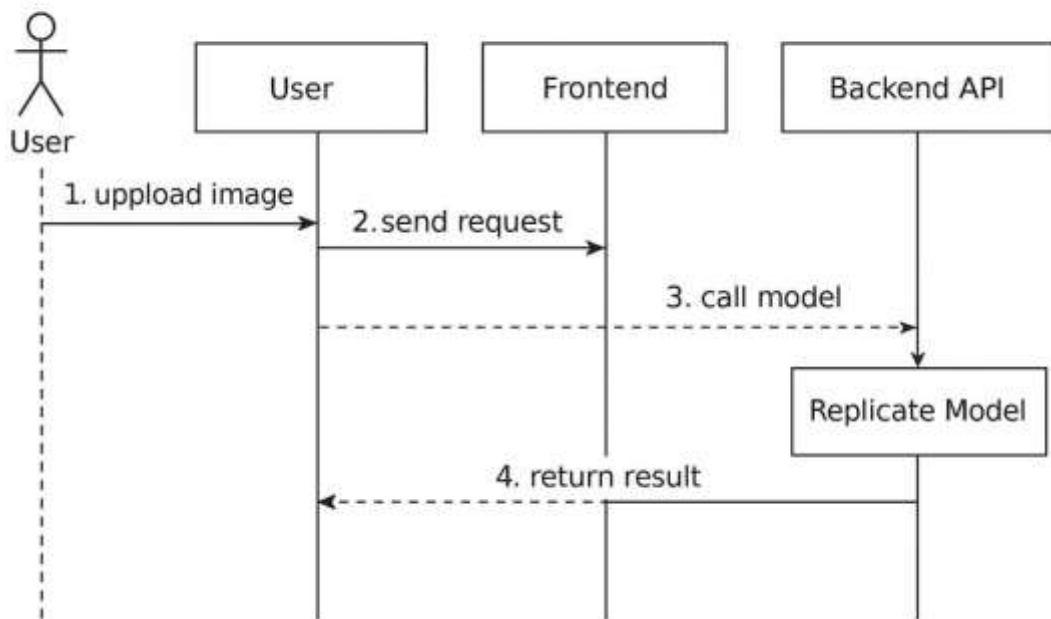 User
Frontend
Backend API
User
1. uppload image
2. send request
3. call model
Replicate Model
4. return result